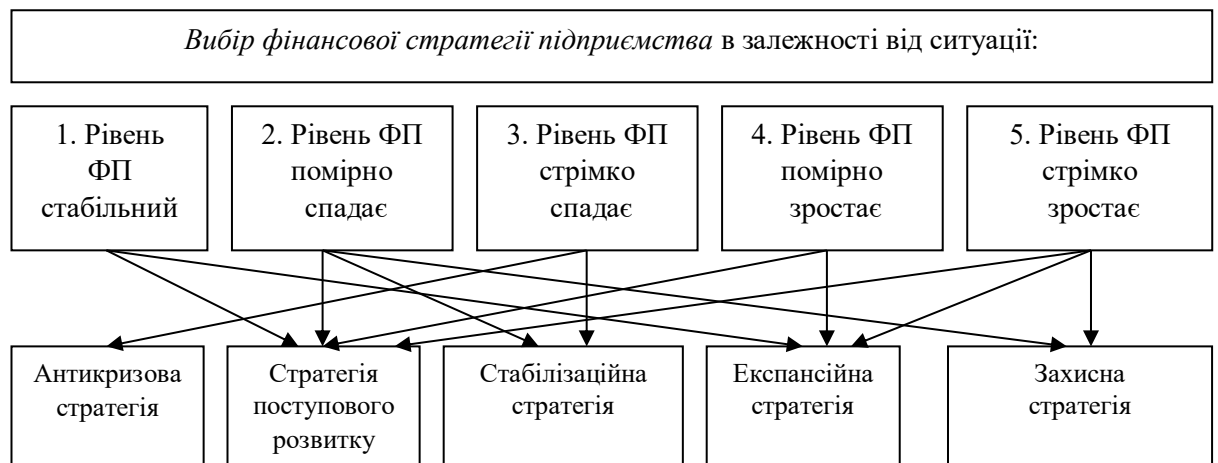 Вибір фінансової стратегії підприємства в залежності від ситуації:
1. Рівень
ФП
стабільний
2. Рівень ФП
помірно
спадає
3. Рівень ФП
стрімко
спадає
4. Рівень ФП
помірно
зростає
5. Рівень ФП
стрімко
зростає
Антикризова
стратегія
Стратегія
поступового
розвитку
Стабілізаційна
стратегія
Експансійна
стратегія
Захисна
стратегія